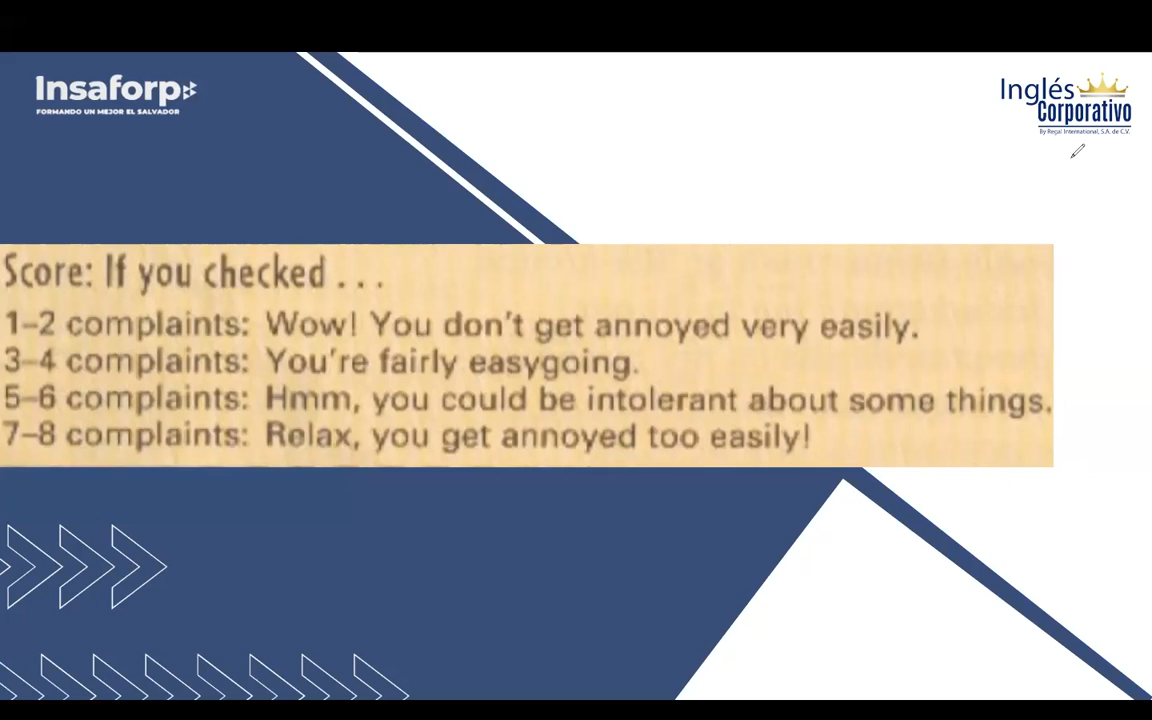 Insaforp
FORMANDO UN MEJOR EL SALVADOR
Inglés
Corporativo
By Regal International, S.A. de C.V.
Score: If you checked . . .
1–2 complaints: Wow! You don't get annoyed very easily.
3–4 complaints: You're fairly easygoing.
5–6 complaints: Hmm, you could be intolerant about some things.
7–8 complaints: Relax, you get annoyed too easily!